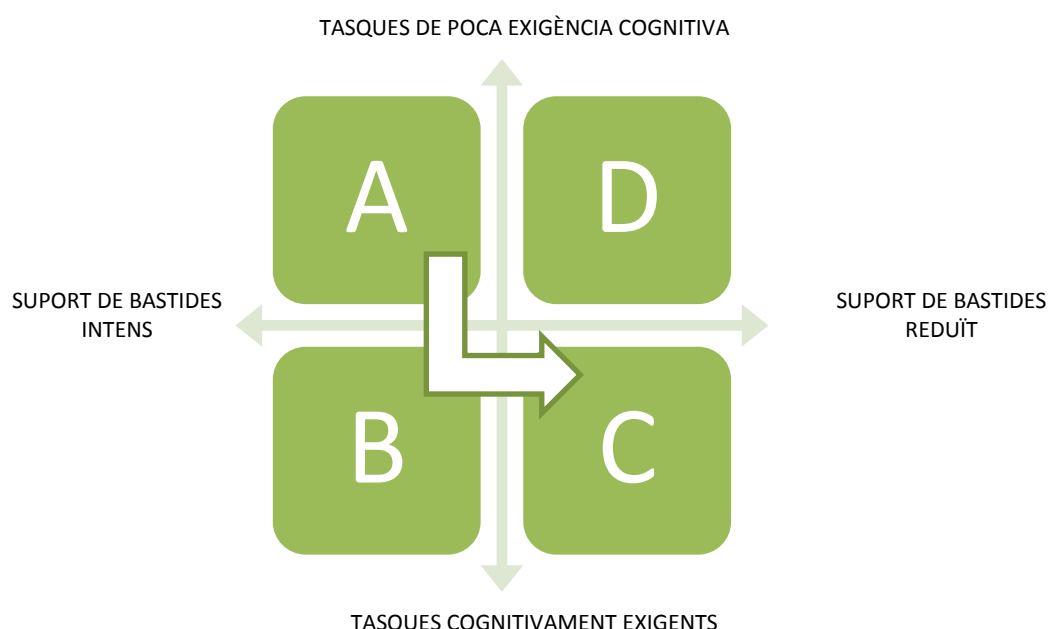 TASQUES DE POCA EXIGÈNCIA COGNITIVA
A
D
SUPORT DE BASTIDES
INTENS
SUPORT DE BASTIDES
REDUÏT
B
C
TASQUES COGNITIVAMENT EXIGENTS